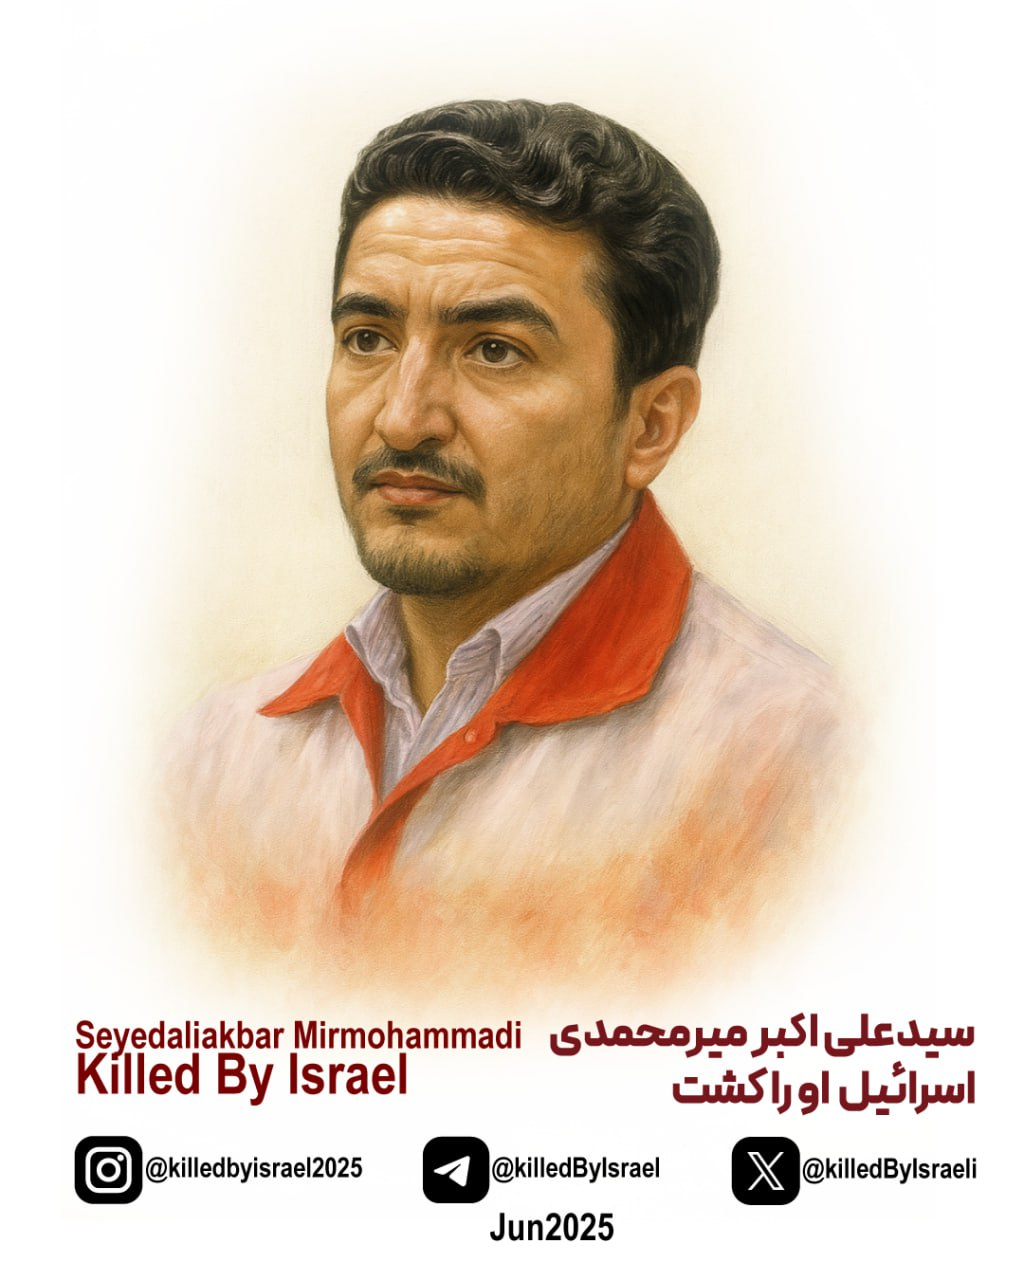 Seyedaliakbar Mirmohammadi
Killed By Israel
سیدعلی اکبر میرمحمدی
اسرائیل او را کشت
@killedbyisrael2025
@killedByIsrael
@killedByIsraeli
Jun2025